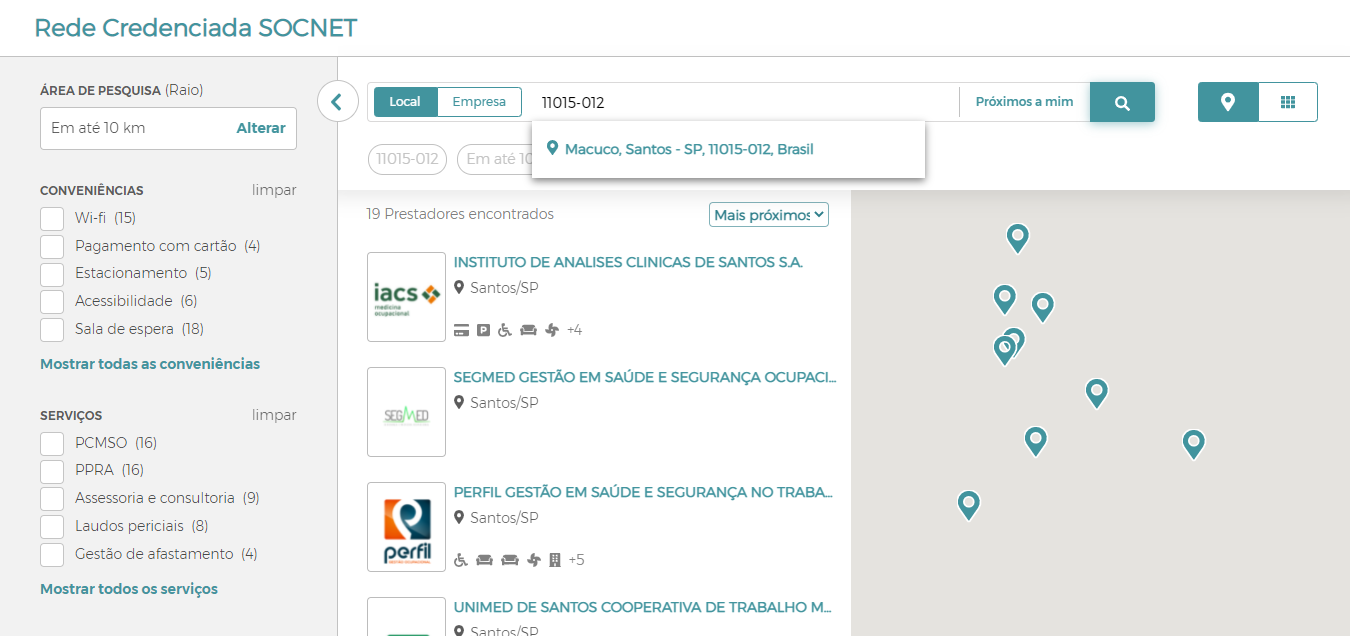 Rede Credenciada SOCNET
ÁREA DE PESQUISA (Raio)
Em até 10 km Alterar
CONVENIÊNCIAS limpar
Wi-fi (15)
Pagamento com cartão (4)
Estacionamento (5)
Acessibilidade (6)
Sala de espera (18)
Mostrar todas as conveniências
SERVIÇOS limpar
PCMSO (16)
PPRA (16)
Assessoria e consultoria (9)
Laudos periciais (8)
Gestão de afastamento (4)
Mostrar todos os serviços
Local Empresa 11015-012 Próximos a mim
Macuco, Santos - SP, 11015-012, Brasil
11015-012 Em até 10
19 Prestadores encontrados Mais próximos
iacs
medicina
ocupacional
INSTITUTO DE ANALISES CLINICAS DE SANTOS S.A.
Santos/SP
+4
SEGMED
SEGMED GESTÃO EM SAÚDE E SEGURANÇA OCUPACI...
Santos/SP
perfil
PERFIL GESTÃO EM SAÚDE E SEGURANÇA NO TRABA...
Santos/SP
+5
UNIMED DE SANTOS COOPERATIVA DE TRABALHO M...
Santos/SP